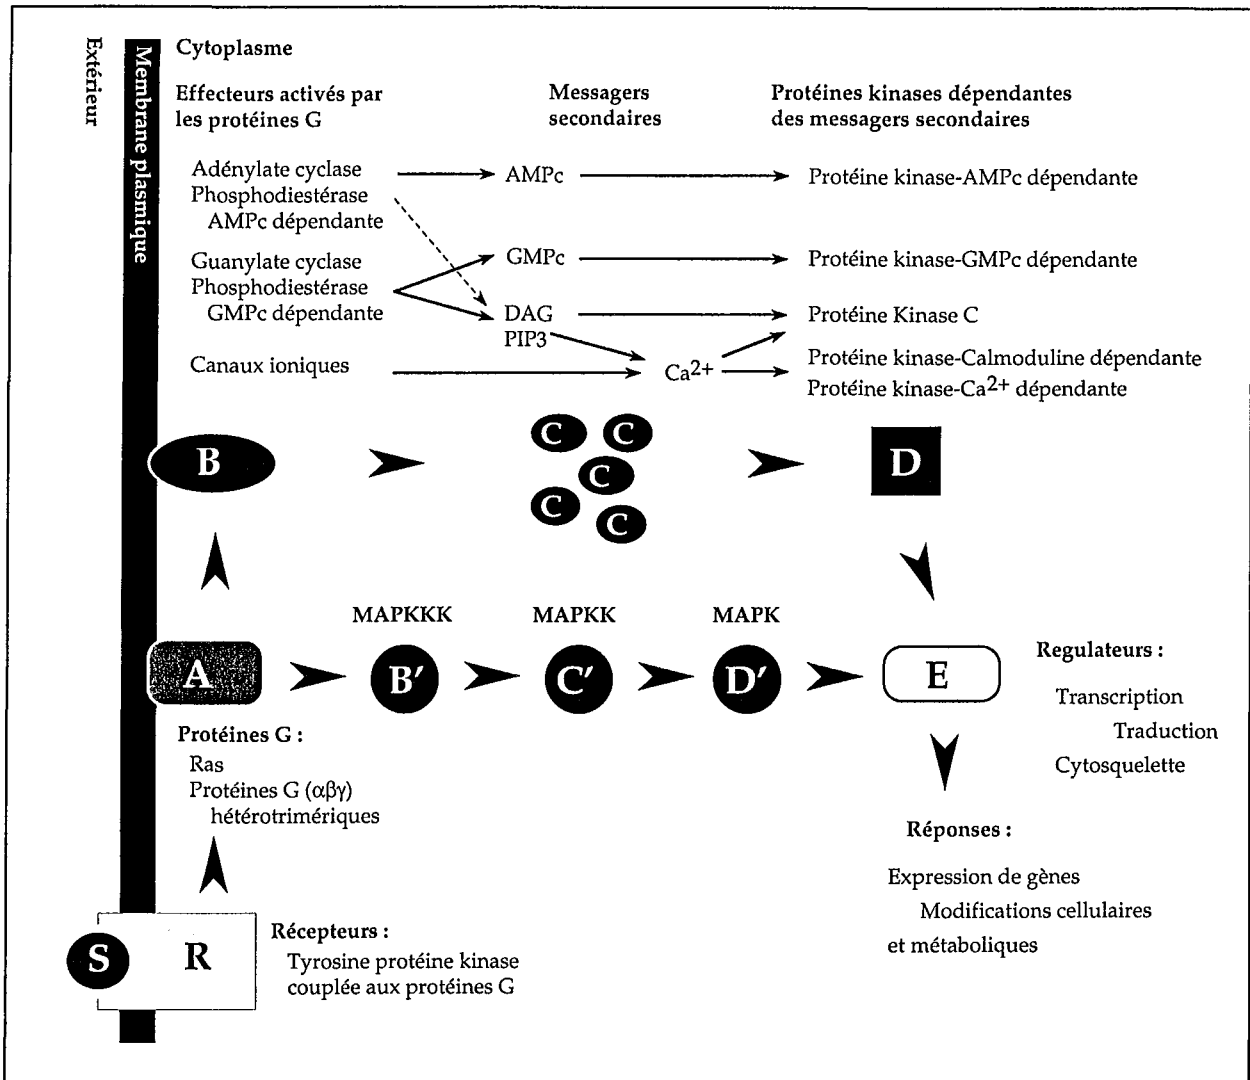 Extérieur
Membrane plasmique
Cytoplasme
Effecteurs activés par
les protéines G
Messagers
secondaires
Protéines kinases dépendantes
des messagers secondaires
Adénylate cyclase
Phosphodiestérase
AMPc dépendante
AMPc
Protéine kinase-AMPc dépendante
Guanylate cyclase
Phosphodiestérase
GMPc dépendante
GMPc
Protéine kinase-GMPc dépendante
DAG
PIP3
Protéine Kinase C
Canaux ioniques
Ca2+
Protéine kinase-Calmoduline dépendante
Protéine kinase-Ca2+ dépendante
B
C
C
C
C
C
D
MAPKKK
MAPKK
MAPK
A
B′
C′
D′
E
Regulateurs :
Transcription
Traduction
Cytosquelette
Protéines G :
Ras
Protéines G (αβγ)
hétérotrimériques
Réponses :
Expression de gènes
Modifications cellulaires
et métaboliques
S
R
Récepteurs :
Tyrosine protéine kinase
couplée aux protéines G